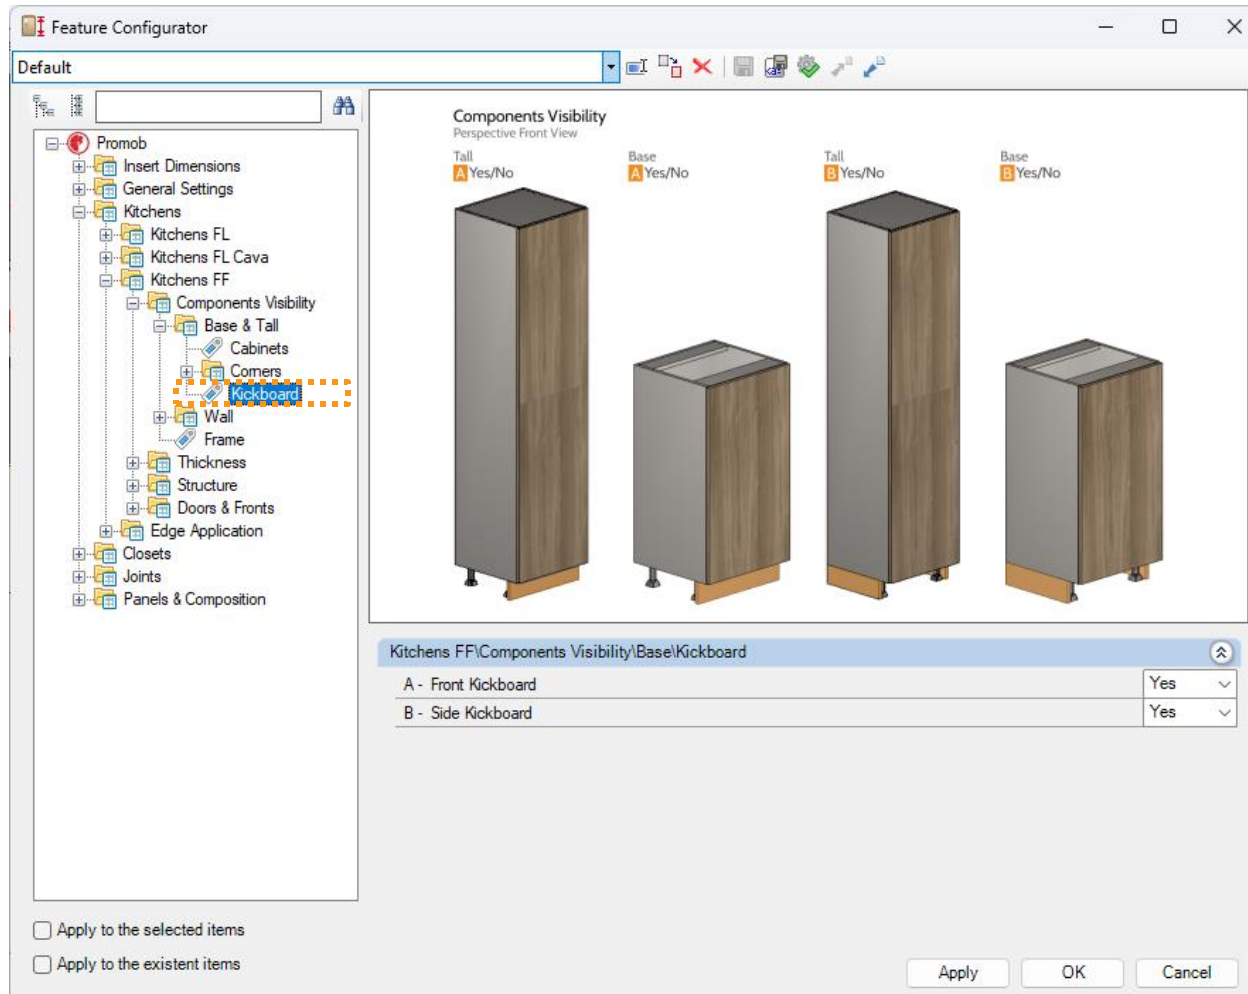 Feature Configurator
Default
Promob
Insert Dimensions
General Settings
Kitchens
Kitchens FL
Kitchens FL Cava
Kitchens FF
Components Visibility
Base & Tall
Cabinets
Corners
Kickboard
Wall
Frame
Thickness
Structure
Doors & Fronts
Edge Application
Closets
Joints
Panels & Composition
Components Visibility
Perspective Front View
Tall Base Tall Base
A Yes/No A Yes/No B Yes/No B Yes/No
Kitchens FF\Components Visibility\Base\Kickboard
A - Front Kickboard Yes
B - Side Kickboard Yes
Apply to the selected items
Apply to the existent items
Apply OK Cancel